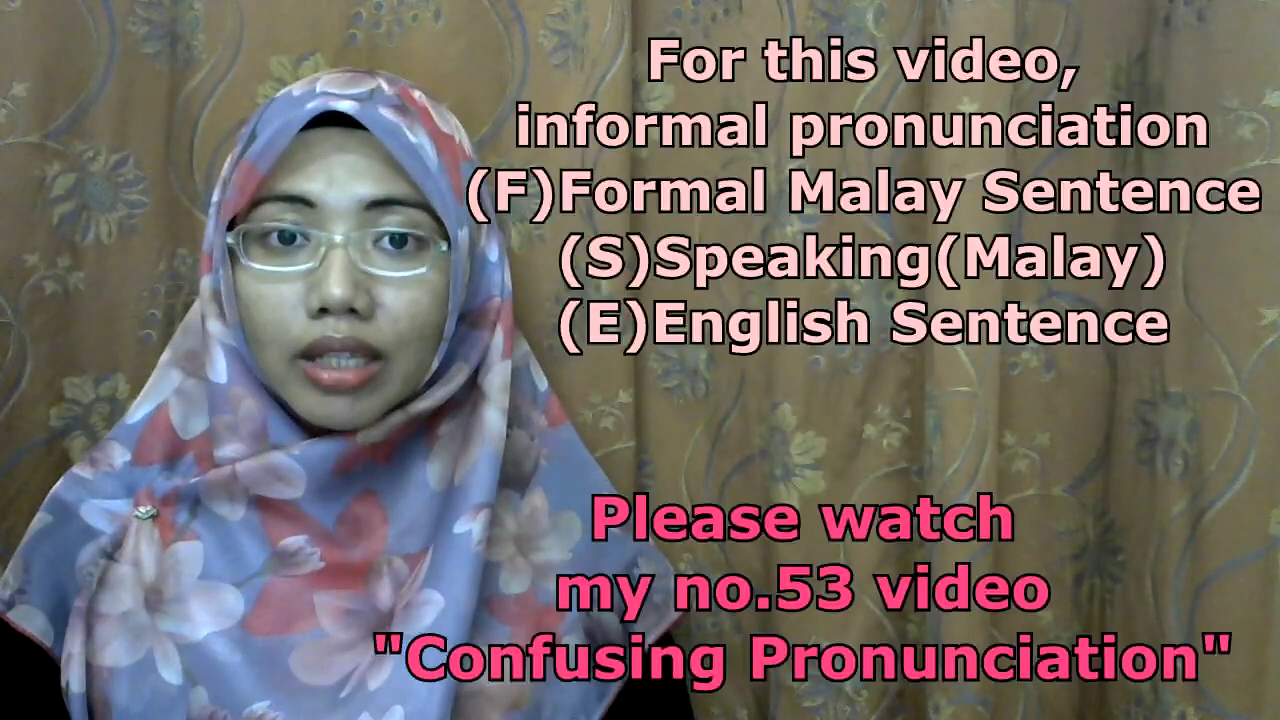 For this video,
informal pronunciation
(F)Formal Malay Sentence
(S)Speaking(Malay)
(E)English Sentence
Please watch
my no.53 video
"Confusing Pronunciation"